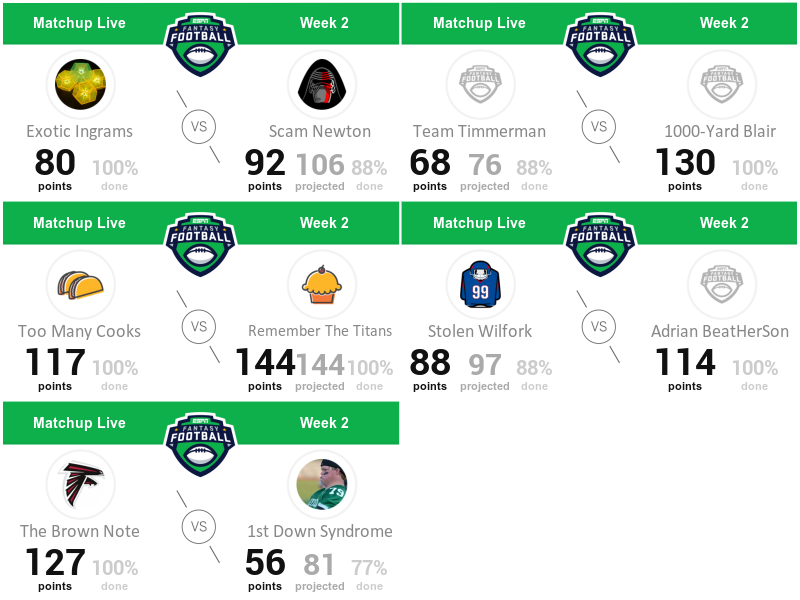 Matchup Live
ESPN
FANTASY
FOOTBALL
Week 2
VS
Exotic Ingrams
Scam Newton
80 100%
points done
92 106 88%
points projected done
Matchup Live
ESPN
FANTASY
FOOTBALL
Week 2
VS
Team Timmerman
1000-Yard Blair
68 76 88%
points projected done
130 100%
points done
Matchup Live
ESPN
FANTASY
FOOTBALL
Week 2
VS
Too Many Cooks
Remember The Titans
117 100%
points done
144 144 100%
points projected done
Matchup Live
ESPN
FANTASY
FOOTBALL
Week 2
99
VS
Stolen Wilfork
Adrian BeatHerSon
88 97 88%
points projected done
114 100%
points done
Matchup Live
ESPN
FANTASY
FOOTBALL
Week 2
79
VS
The Brown Note
1st Down Syndrome
127 100%
points done
56 81 77%
points projected done